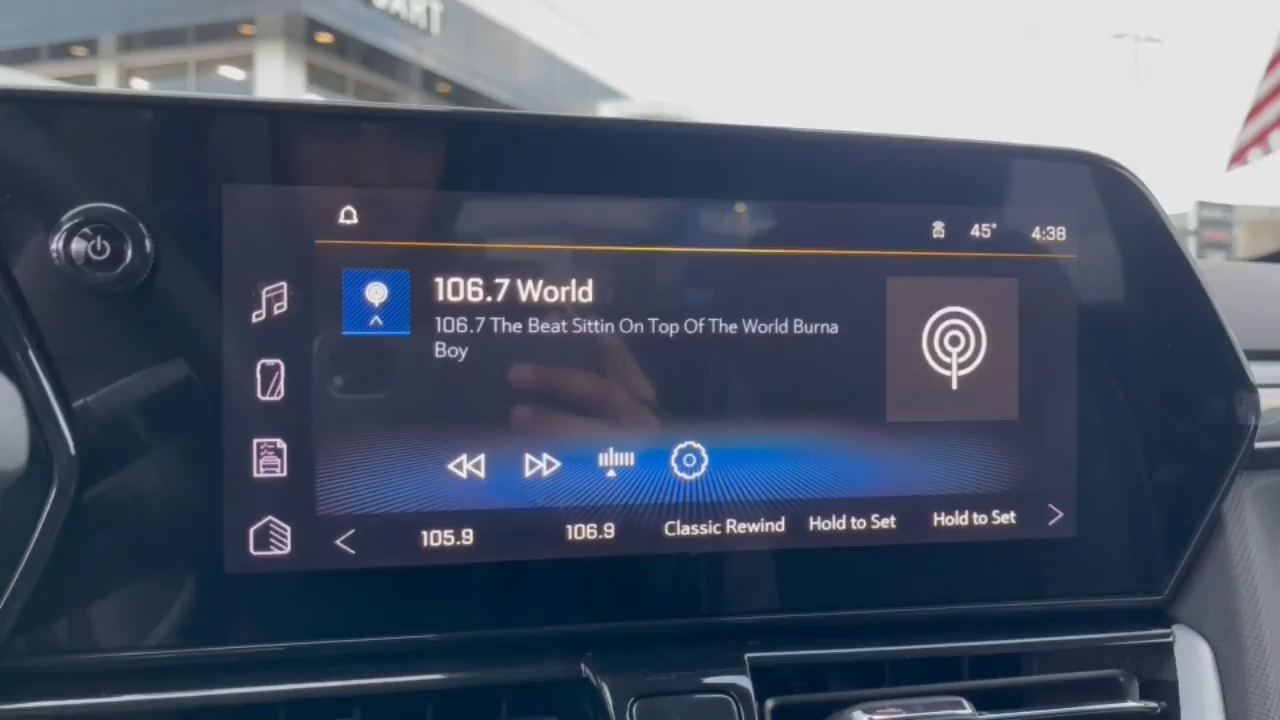 45°
4:38
106.7 World
106.7 The Beat Sittin On Top Of The World Burna
Boy
105.9
106.9
Classic Rewind
Hold to Set
Hold to Set